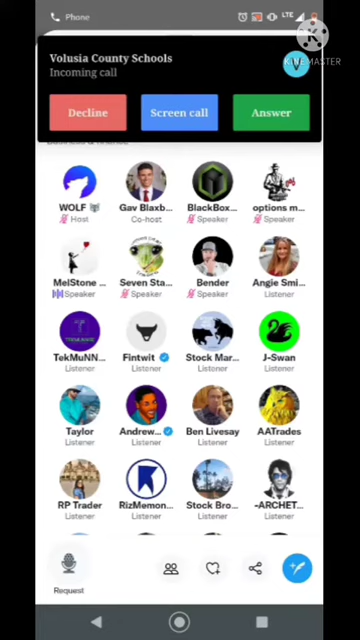 Phone
LTE
Volusia County Schools
Incoming call
V
KINEMASTER
Decline
Screen call
Answer
WOLF
Gav Blaxb...
BlackBox...
options m...
Host
Co-host
Speaker
Speaker
MelStone ...
Seven Sta...
Bender
Angie Smi...
Speaker
Speaker
Speaker
Listener
TekMuNN...
Fintwit
Stock Mar...
J-Swan
Listener
Listener
Listener
Listener
Taylor
Andrew...
Ben Livesay
AATrades
Listener
Listener
Listener
Listener
RP Trader
RizMemon...
Stock Bro...
-ARCHET...
Listener
Listener
Listener
Listener
Request